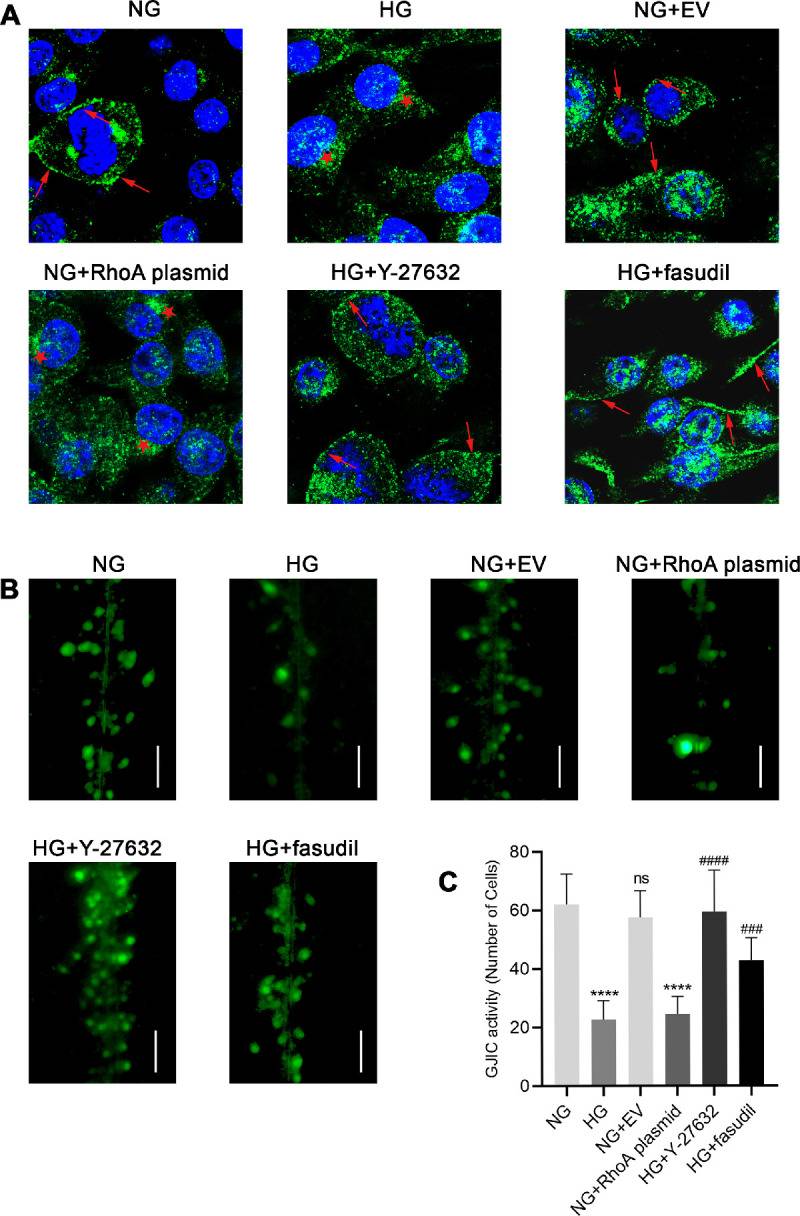 A
NG HG NG+EV
NG+RhoA plasmid HG+Y-27632 HG+fasudil
B
NG HG NG+EV NG+RhoA plasmid
HG+Y-27632 HG+fasudil
C
GJIC activity (Number of Cells)
80
60
40
20
0
**** ns **** #### ###
NG HG NG+EV NG+RhoA plasmid HG+Y-27632 HG+fasudil